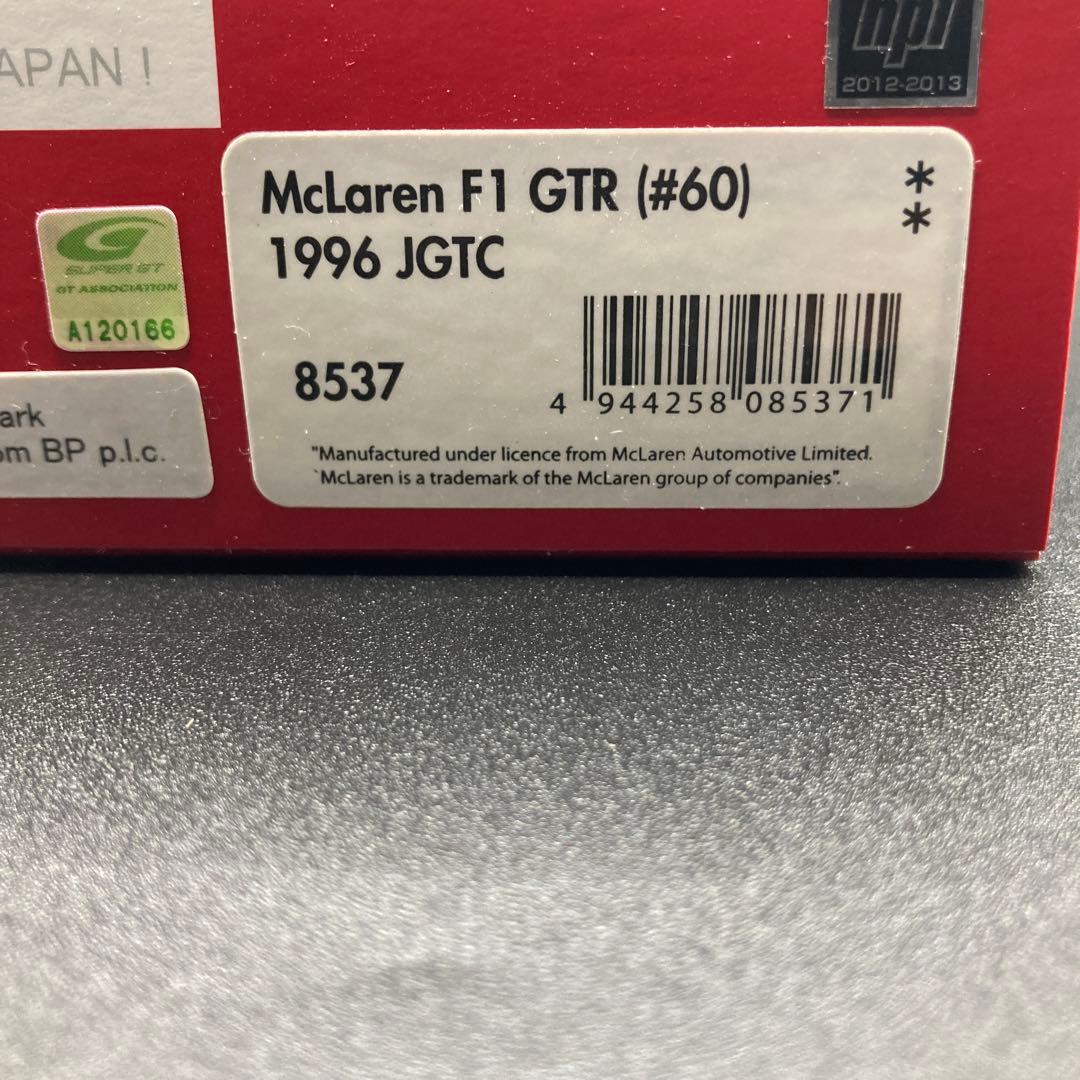 APAN !
hpi
2012-2013
McLaren F1 GTR (#60)
1996 JGTC
**
SUPER GT
GT ASSOCIATION
A120166
8537
4 944258 085371
ark
om BP p.l.c.
"Manufactured under licence from McLaren Automotive Limited.
`McLaren is a trademark of the McLaren group of companies".